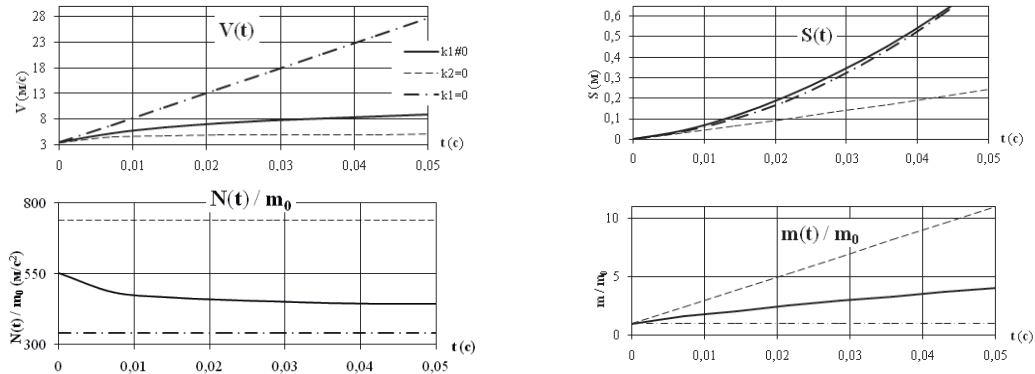 V(t)
V (м/с)
28
23
18
13
8
3
0
0,01
0,02
0,03
0,04
0,05
t (с)
k1#0
k2=0
k1=0
S(t)
S (м)
0,6
0,5
0,4
0,3
0,2
0,1
0
0
0,01
0,02
0,03
0,04
0,05
t (с)
N(t) / m₀
N(t) / m₀ (м/с²)
800
550
300
0
0,01
0,02
0,03
0,04
0,05
t (с)
m(t) / m₀
m / m₀
10
5
0
0
0,01
0,02
0,03
0,04
0,05
t (с)